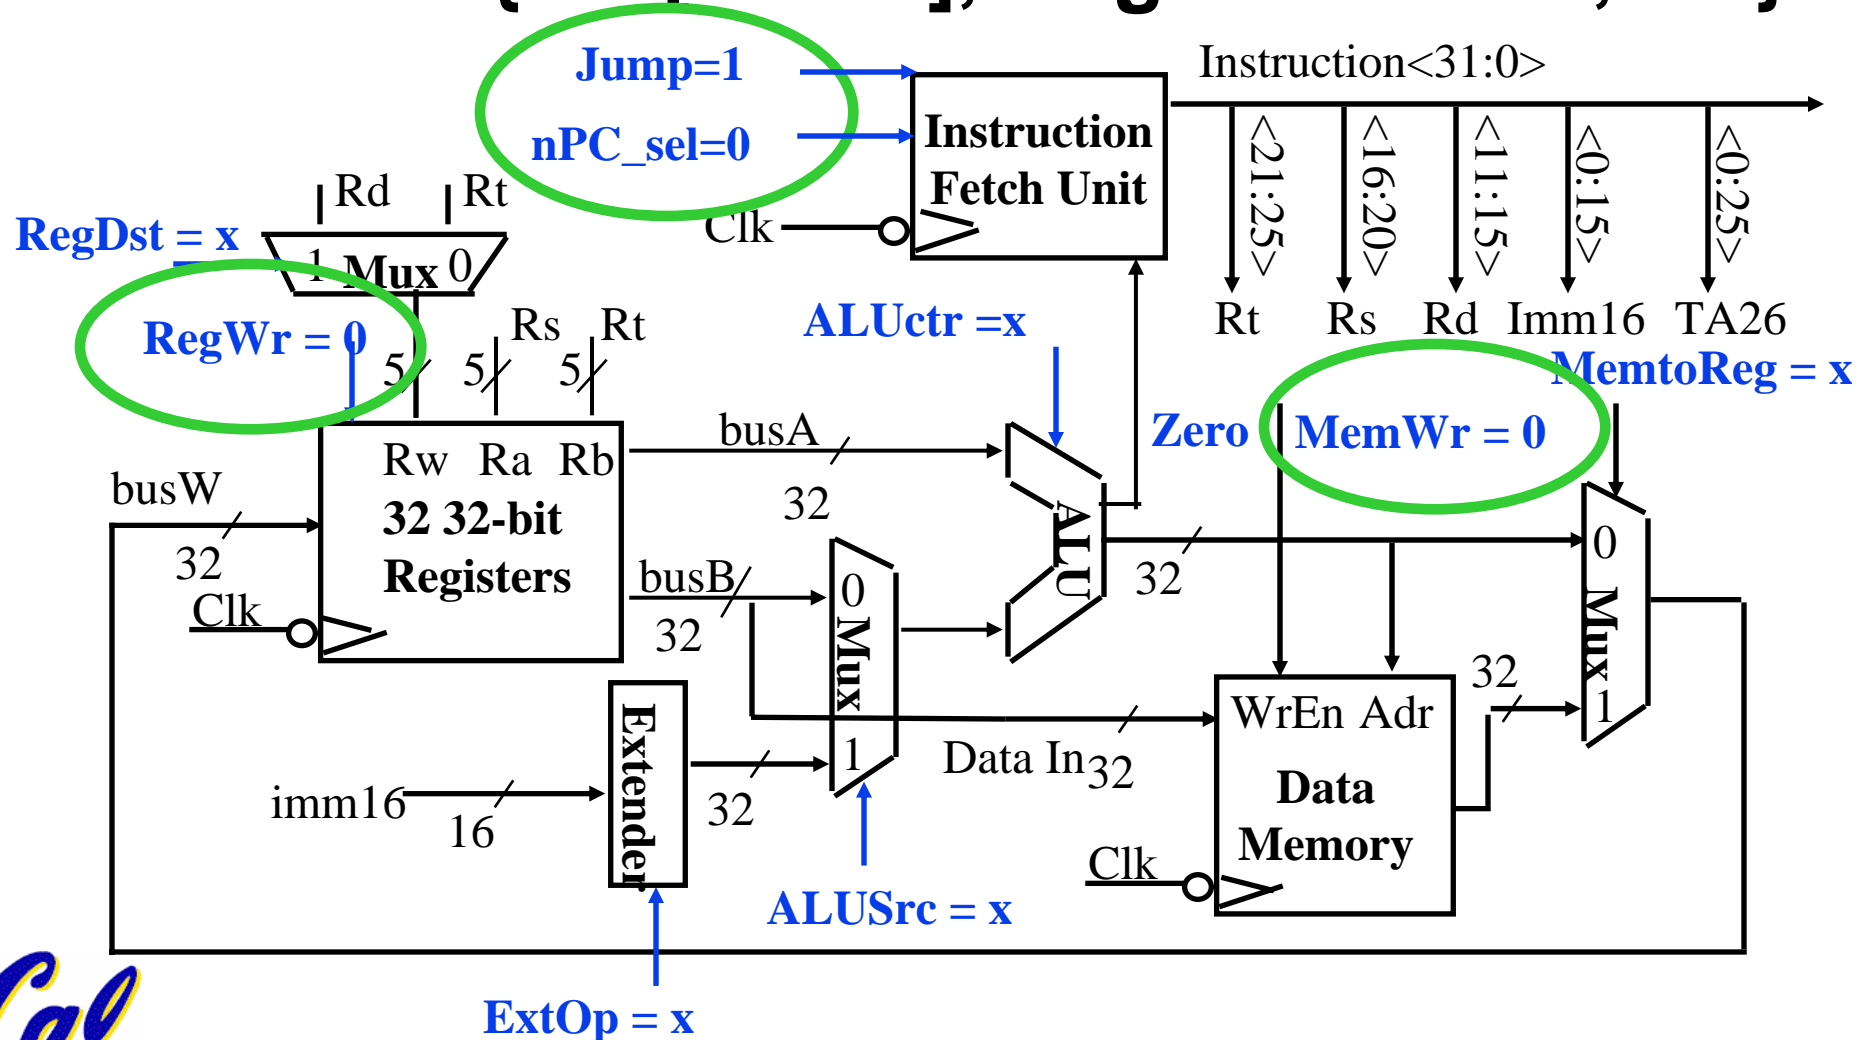 Jump=1
nPC_sel=0
Instruction<31:0>
Instruction
Fetch Unit
Clk
<21:25>
<16:20>
<11:15>
<0:15>
<0:25>
Rt
Rs
Rd
Imm16
TA26
Rd
Rt
RegDst = x
1 Mux 0
RegWr = 0
5
5
5
Rs
Rt
ALUctr =x
MemtoReg = x
Zero
MemWr = 0
busA
32
Rw Ra Rb
32 32-bit
Registers
busW
32
Clk
busB
32
0
Mux
1
ALU
32
0
Mux
1
32
Extender
imm16
16
32
Data In
32
WrEn Adr
Data
Memory
Clk
ALUSrc = x
ExtOp = x
Cal